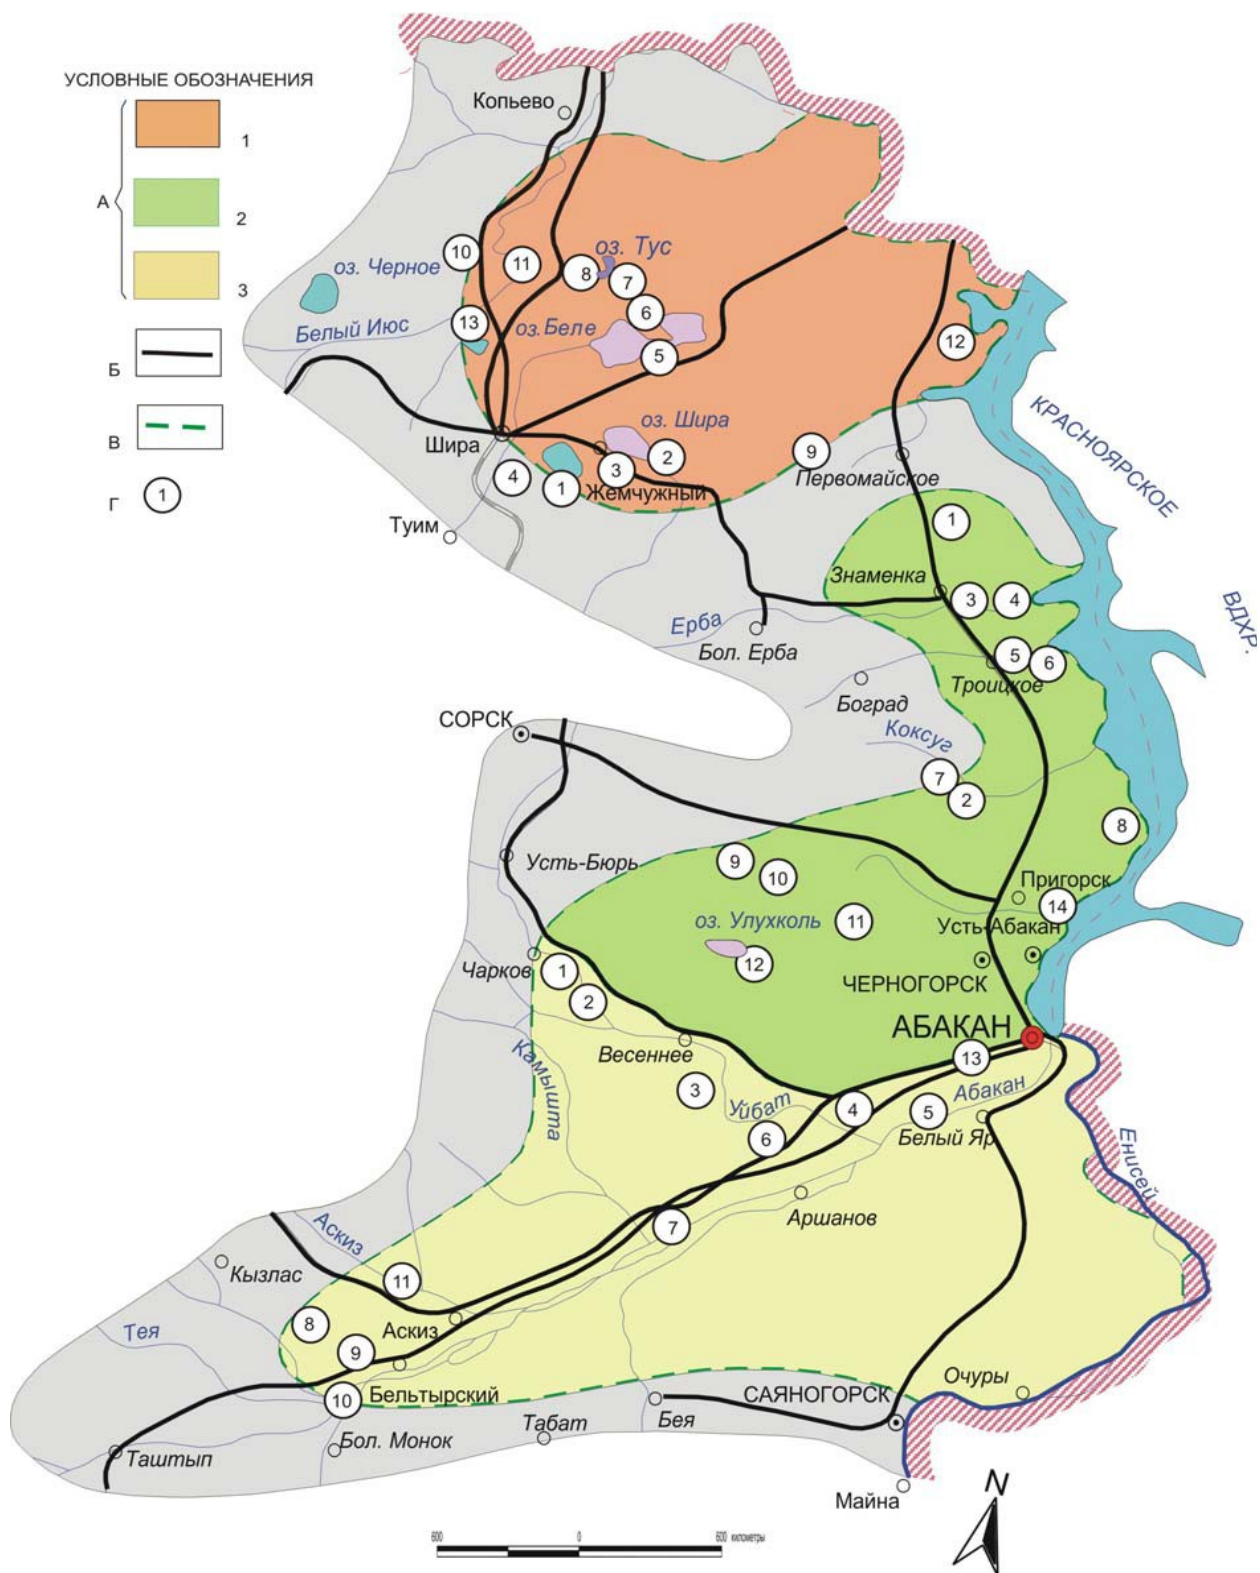 УСЛОВНЫЕ ОБОЗНАЧЕНИЯ
1
А
2
3
Б
В
Г
1
Копьево
10
11
оз. Тус
8
7
оз. Черное
6
13
Белый Июс
оз.Беле
5
12
КРАСНОЯРСКОЕ
ВДХР.
оз. Шира
Шира
2
9
3
4
1
Жемчужный
Первомайское
Туим
1
Знаменка
3
4
Ерба
Бол. Ерба
5
6
Троицкое
Боград
СОРСК
Коксуг
7
2
8
Усть-Бюрь
9
10
Пригорск
14
оз. Улухколь
11
Усть-Абакан
Чарков
1
12
ЧЕРНОГОРСК
2
АБАКАН
Камышта
Весеннее
13
3
Уйбат
4
5
Абакан
6
Белый Яр
Енисей
Аршанов
7
Аскиз
Кызлас
11
8
Аскиз
Тея
9
10
Бельтырский
САЯНОГОРСК
Очуры
Бея
Табат
Бол. Монок
Таштып
Майна
N
600
0
600 километры